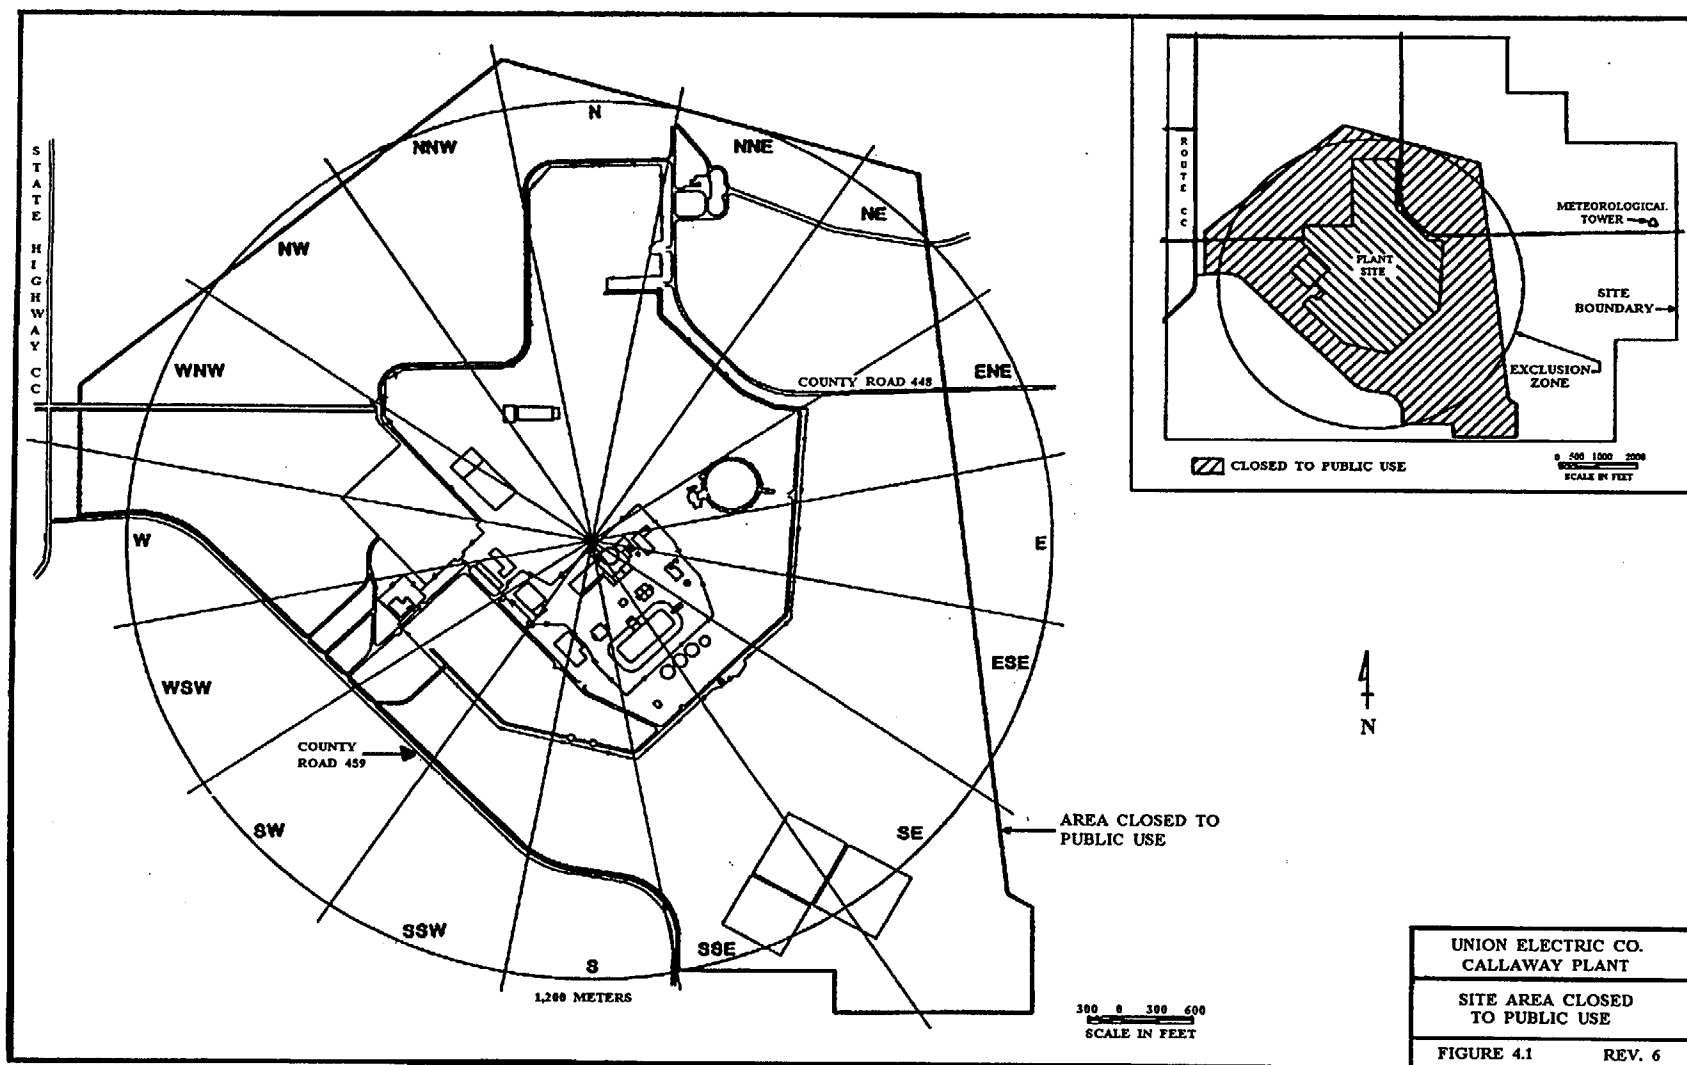 STATE HIGHWAY CC
N
NNW
NNE
NW
NE
WNW
ENE
COUNTY ROAD 448
W
E
WSW
ESE
COUNTY
ROAD 459
SW
SE
SSW
SSE
S
1,200 METERS
AREA CLOSED TO
PUBLIC USE
300 0 300 600
SCALE IN FEET
N
ROUTE CC
METEOROLOGICAL
TOWER
PLANT
SITE
SITE
BOUNDARY
EXCLUSION
ZONE
CLOSED TO PUBLIC USE
0 500 1000 2000
SCALE IN FEET
UNION ELECTRIC CO.
CALLAWAY PLANT
SITE AREA CLOSED
TO PUBLIC USE
FIGURE 4.1 REV. 6